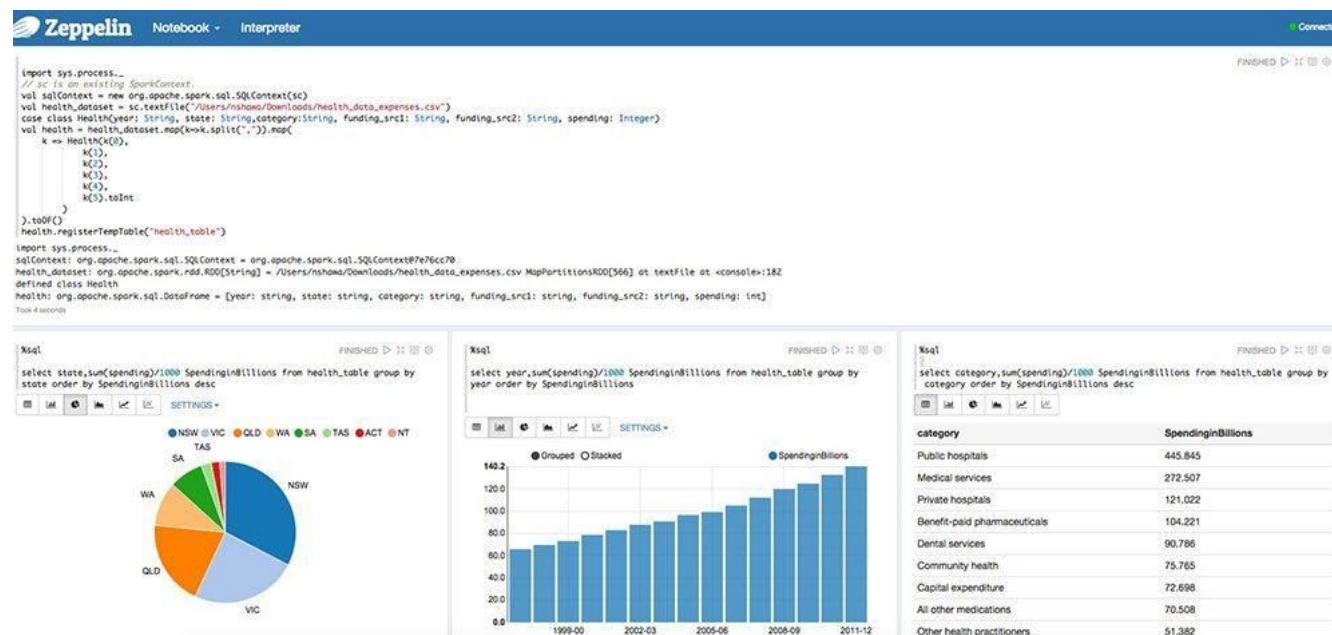 Zeppelin Notebook Interpreter Connect
FINISHED
import sys.process._
// sc is an existing SparkContext.
val sqlContext = new org.apache.spark.sql.SQLContext(sc)
val health_dataset = sc.textFile("/Users/nshawa/Downloads/health_data_expenses.csv")
case class Health(year: String, state: String,category:String, funding_src1: String, funding_src2: String, spending: Integer)
val health = health_dataset.map(k=>k.split(",")).map(
k => Health(k(0),
k(1),
k(2),
k(3),
k(4),
k(5).toInt
)
).toDF()
health.registerTempTable("health_table")
import sys.process._
sqlContext: org.apache.spark.sql.SQLContext = org.apache.spark.sql.SQLContext@7e76cc70
health_dataset: org.apache.spark.rdd.RDD[String] = /Users/nshawa/Downloads/health_data_expenses.csv MapPartitionsRDD[566] at textFile at <console>:182
defined class Health
health: org.apache.spark.sql.DataFrame = [year: string, state: string, category: string, funding_src1: string, funding_src2: string, spending: int]
Took 4 seconds
%sql
FINISHED
select state,sum(spending)/1000 SpendinginBillions from health_table group by
state order by SpendinginBillions desc
SETTINGS
NSW VIC QLD WA SA TAS ACT NT
TAS
SA
NSW
WA
QLD
VIC
%sql
FINISHED
select year,sum(spending)/1000 SpendinginBillions from health_table group by
year order by SpendinginBillions
SETTINGS
Grouped Stacked SpendinginBillions
140.2
120.0
100.0
80.0
60.0
40.0
20.0
0.0
1999-00 2002-03 2005-06 2008-09 2011-12
%sql
FINISHED
select category,sum(spending)/1000 SpendinginBillions from health_table group by
category order by SpendinginBillions desc
category SpendinginBillions
Public hospitals 445.845
Medical services 272.507
Private hospitals 121.022
Benefit-paid pharmaceuticals 104.221
Dental services 90.786
Community health 75.765
Capital expenditure 72.698
All other medications 70.508
Other health practitioners 51.382